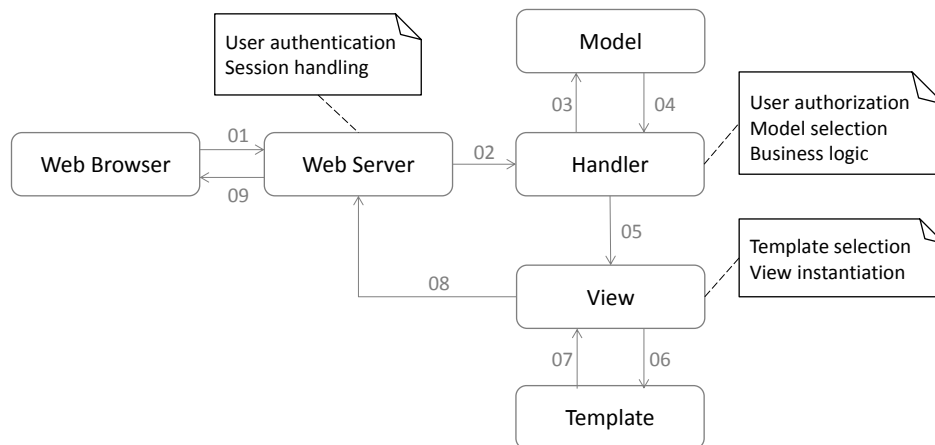 User authentication
Session handling
Model
03
04
User authorization
Model selection
Business logic
Web Browser
01
09
Web Server
02
Handler
05
Template selection
View instantiation
08
View
07
06
Template